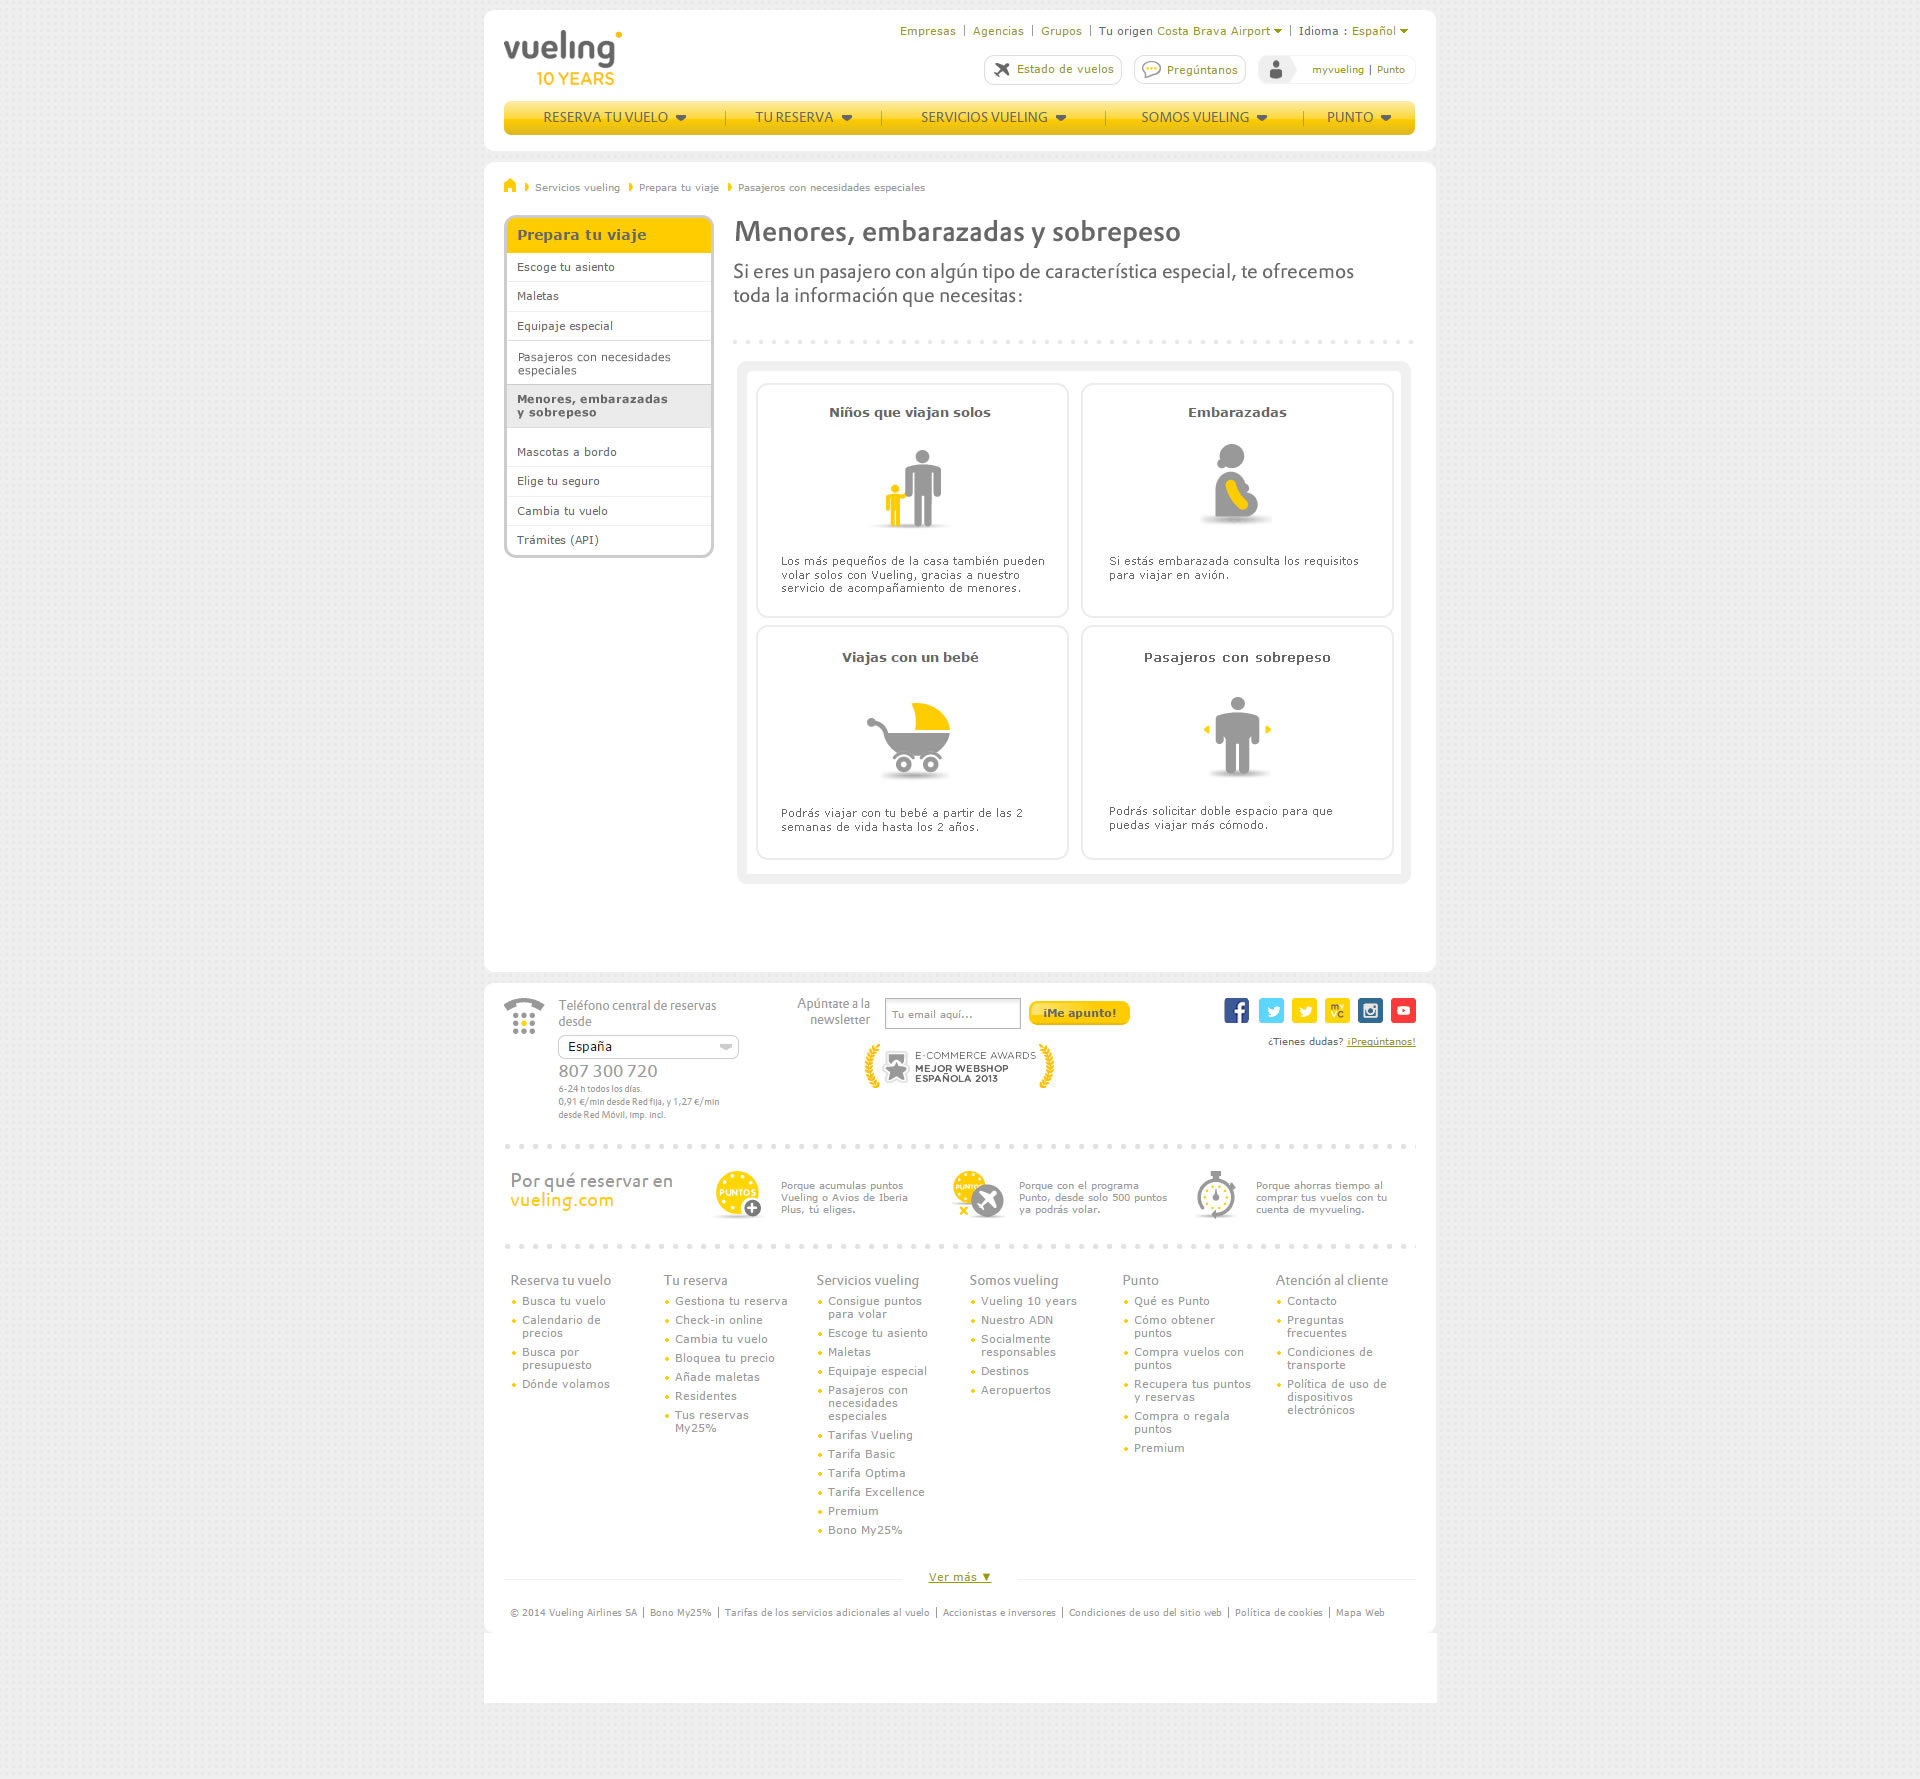 vueling
10 YEARS
Empresas | Agencias | Grupos | Tu origen Costa Brava Airport | Idioma : Español
Estado de vuelos
Pregúntanos
myvueling | Punto
RESERVA TU VUELO | TU RESERVA | SERVICIOS VUELING | SOMOS VUELING | PUNTO
Servicios vueling Prepara tu viaje Pasajeros con necesidades especiales
Prepara tu viaje
Escoge tu asiento
Maletas
Equipaje especial
Pasajeros con necesidades
especiales
Menores, embarazadas
y sobrepeso
Mascotas a bordo
Elige tu seguro
Cambia tu vuelo
Trámites (API)
Menores, embarazadas y sobrepeso
Si eres un pasajero con algún tipo de característica especial, te ofrecemos
toda la información que necesitas:
Niños que viajan solos
Los más pequeños de la casa también pueden
volar solos con Vueling, gracias a nuestro
servicio de acompañamiento de menores.
Embarazadas
Si estás embarazada consulta los requisitos
para viajar en avión.
Viajas con un bebé
Podrás viajar con tu bebé a partir de las 2
semanas de vida hasta los 2 años.
Pasajeros con sobrepeso
Podrás solicitar doble espacio para que
puedas viajar más cómodo.
Teléfono central de reservas
desde
España
807 300 720
6-24 h todos los días.
0,91 €/min desde Red fija, y 1,27 €/min
desde Red Móvil, imp. incl.
Apúntate a la
newsletter
Tu email aquí...
¡Me apunto!
E-COMMERCE AWARDS
MEJOR WEBSHOP
ESPAÑOLA 2013
my
VC
¿Tienes dudas? ¡Pregúntanos!
Por qué reservar en
vueling.com
PUNTOS
Porque acumulas puntos
Vueling o Avios de Iberia
Plus, tú eliges.
PUNTOS
Porque con el programa
Punto, desde solo 500 puntos
ya podrás volar.
Porque ahorras tiempo al
comprar tus vuelos con tu
cuenta de myvueling.
Reserva tu vuelo
Busca tu vuelo
Calendario de
precios
Busca por
presupuesto
Dónde volamos
Tu reserva
Gestiona tu reserva
Check-in online
Cambia tu vuelo
Bloquea tu precio
Añade maletas
Residentes
Tus reservas
My25%
Servicios vueling
Consigue puntos
para volar
Escoge tu asiento
Maletas
Equipaje especial
Pasajeros con
necesidades
especiales
Tarifas Vueling
Tarifa Basic
Tarifa Optima
Tarifa Excellence
Premium
Bono My25%
Somos vueling
Vueling 10 years
Nuestro ADN
Socialmente
responsables
Destinos
Aeropuertos
Punto
Qué es Punto
Cómo obtener
puntos
Compra vuelos con
puntos
Recupera tus puntos
y reservas
Compra o regala
puntos
Premium
Atención al cliente
Contacto
Preguntas
frecuentes
Condiciones de
transporte
Política de uso de
dispositivos
electrónicos
Ver más ▼
© 2014 Vueling Airlines SA | Bono My25% | Tarifas de los servicios adicionales al vuelo | Accionistas e inversores | Condiciones de uso del sitio web | Política de cookies | Mapa Web